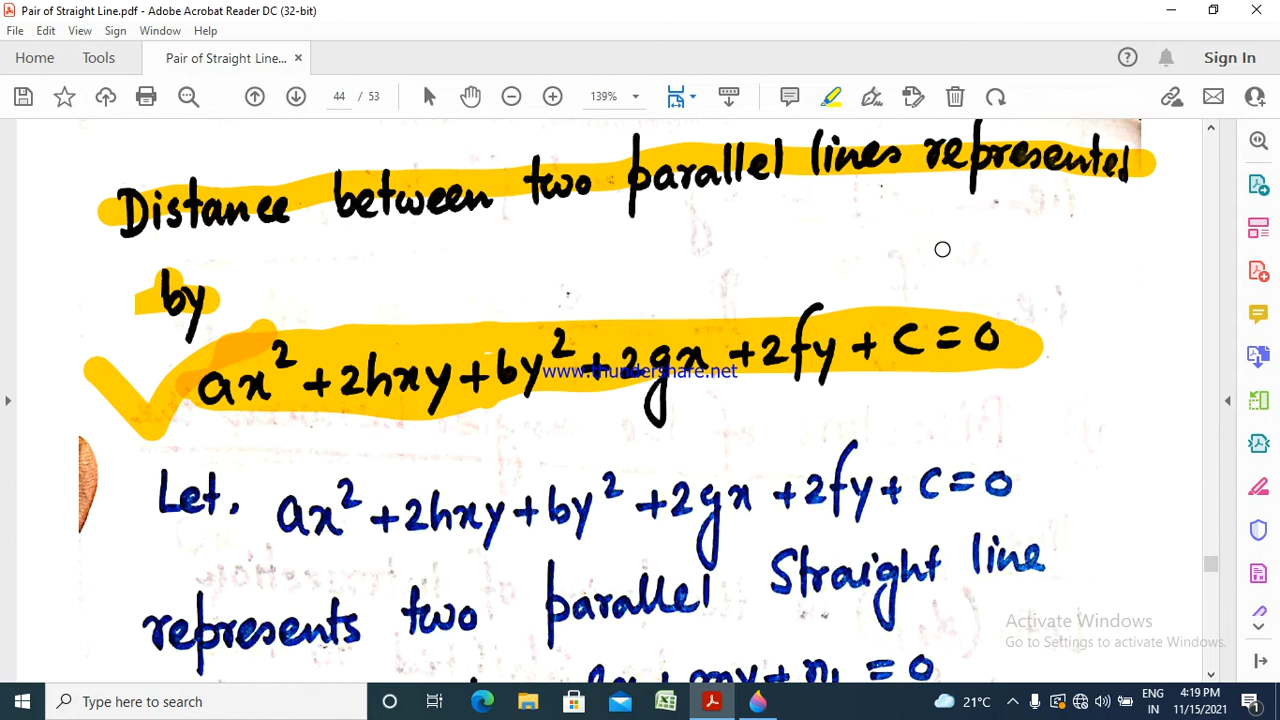 Pair of Straight Line.pdf - Adobe Acrobat Reader DC (32-bit)
File Edit View Sign Window Help
Home Tools Pair of Straight Line... × Sign In
44 / 53 139%
Distance between two parallel lines represented
by
ax² + 2hxy + by² + 2gx + 2fy + c = 0
www.thundershare.net
Let. ax² + 2hxy + by² + 2gx + 2fy + c = 0
represents two parallel Straight line
Activate Windows
Go to Settings to activate Windows.
Type here to search
21°C
ENG
IN
4:19 PM
11/15/2021